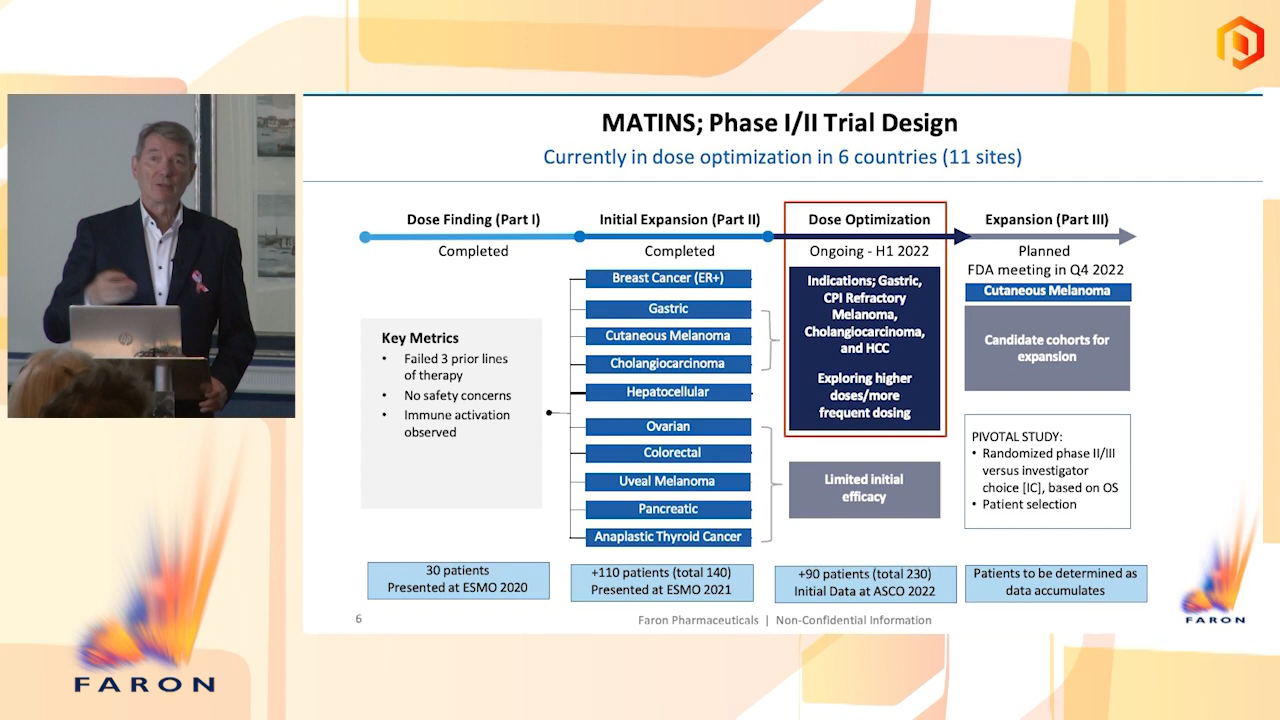 MATINS; Phase I/II Trial Design
Currently in dose optimization in 6 countries (11 sites)
Dose Finding (Part I)
Completed
Initial Expansion (Part II)
Completed
Dose Optimization
Ongoing - H1 2022
Expansion (Part III)
Planned
FDA meeting in Q4 2022
Key Metrics
• Failed 3 prior lines
of therapy
• No safety concerns
• Immune activation
observed
Breast Cancer (ER+)
Gastric
Cutaneous Melanoma
Cholangiocarcinoma
Hepatocellular
Ovarian
Colorectal
Uveal Melanoma
Pancreatic
Anaplastic Thyroid Cancer
Indications; Gastric,
CPI Refractory
Melanoma,
Cholangiocarcinoma,
and HCC
Exploring higher
doses/more
frequent dosing
Limited initial
efficacy
Cutaneous Melanoma
Candidate cohorts for
expansion
PIVOTAL STUDY:
• Randomized phase II/III
versus investigator
choice [IC], based on OS
• Patient selection
30 patients
Presented at ESMO 2020
+110 patients (total 140)
Presented at ESMO 2021
+90 patients (total 230)
Initial Data at ASCO 2022
Patients to be determined as
data accumulates
6
Faron Pharmaceuticals | Non-Confidential Information
FARON
FARON
hp